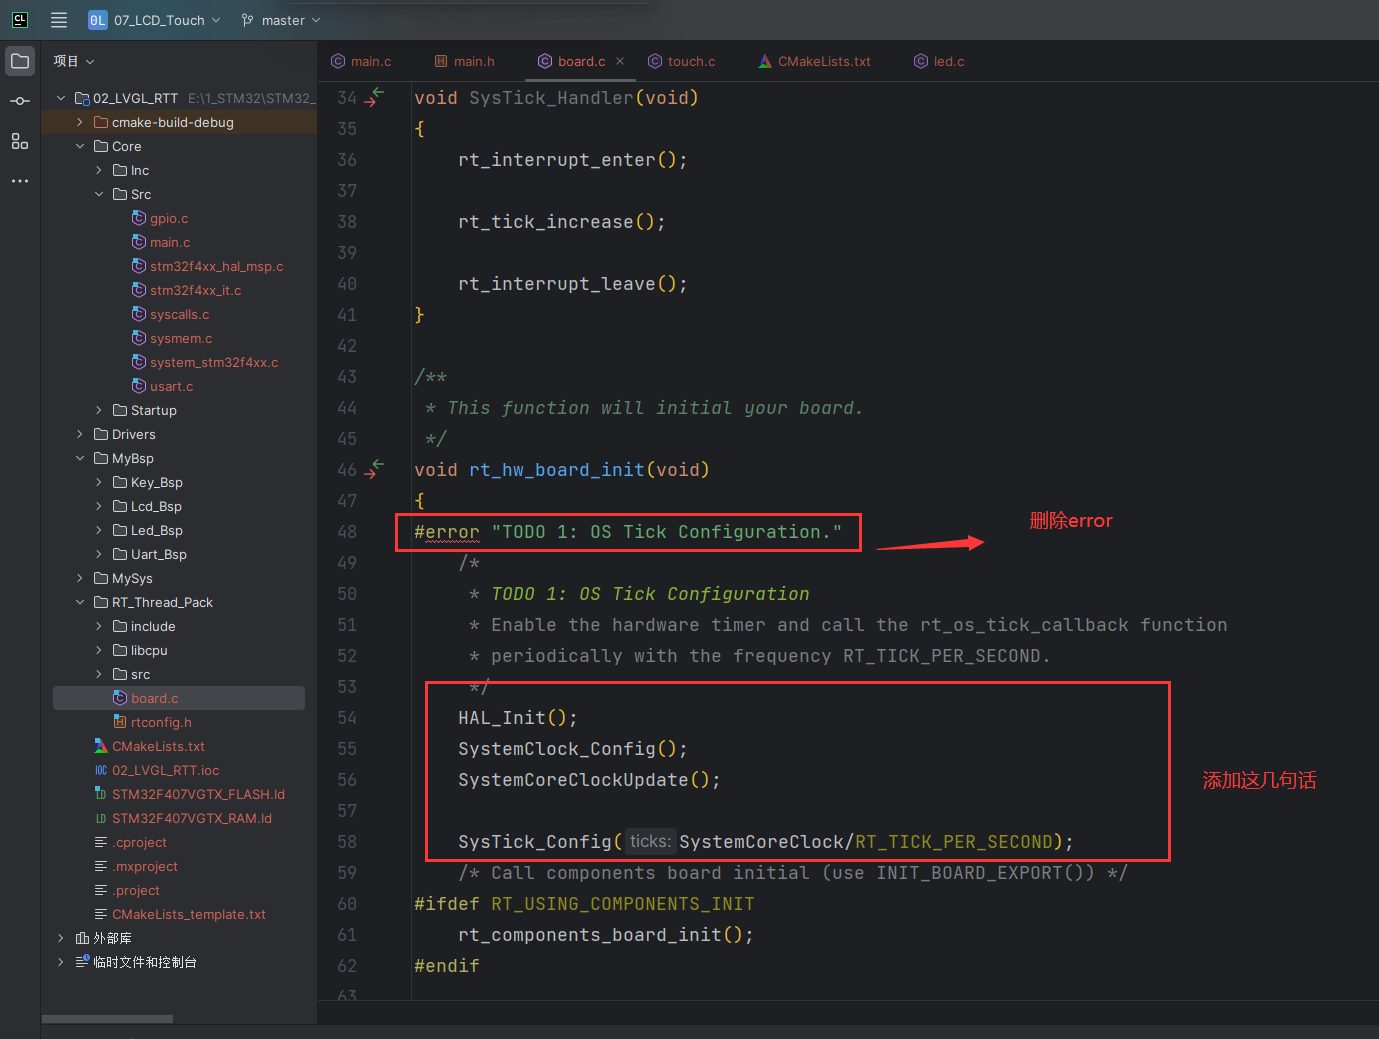 CL
0L 07_LCD_Touch master
项目
main.c main.h board.c touch.c CMakeLists.txt led.c
02_LVGL_RTT E:\1_STM32\STM32_
cmake-build-debug
Core
Inc
Src
gpio.c
main.c
stm32f4xx_hal_msp.c
stm32f4xx_it.c
syscalls.c
sysmem.c
system_stm32f4xx.c
usart.c
Startup
Drivers
MyBsp
Key_Bsp
Lcd_Bsp
Led_Bsp
Uart_Bsp
MySys
RT_Thread_Pack
include
libcpu
src
board.c
rtconfig.h
CMakeLists.txt
IOC 02_LVGL_RTT.ioc
LD STM32F407VGTX_FLASH.ld
LD STM32F407VGTX_RAM.ld
.cproject
.mxproject
.project
CMakeLists_template.txt
外部库
临时文件和控制台
34 void SysTick_Handler(void)
35 {
36 rt_interrupt_enter();
37
38 rt_tick_increase();
39
40 rt_interrupt_leave();
41 }
42
43 /**
44 * This function will initial your board.
45 */
46 void rt_hw_board_init(void)
47 {
48 #error "TODO 1: OS Tick Configuration."
删除error
49 /*
50 * TODO 1: OS Tick Configuration
51 * Enable the hardware timer and call the rt_os_tick_callback function
52 * periodically with the frequency RT_TICK_PER_SECOND.
53 */
54 HAL_Init();
55 SystemClock_Config();
56 SystemCoreClockUpdate();
添加这几句话
57
58 SysTick_Config( ticks: SystemCoreClock/RT_TICK_PER_SECOND);
59 /* Call components board initial (use INIT_BOARD_EXPORT()) */
60 #ifdef RT_USING_COMPONENTS_INIT
61 rt_components_board_init();
62 #endif
63